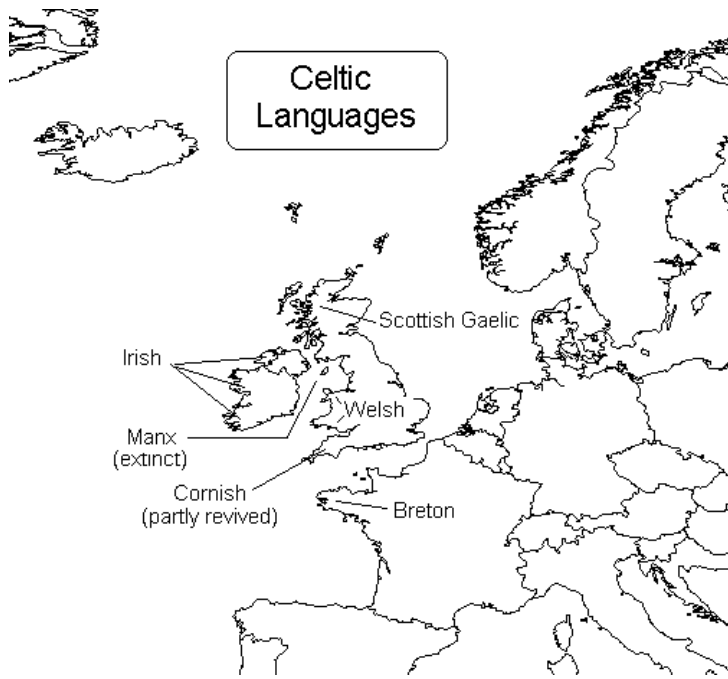 Celtic
Languages
Scottish Gaelic
Irish
Welsh
Manx
(extinct)
Cornish
(partly revived)
Breton